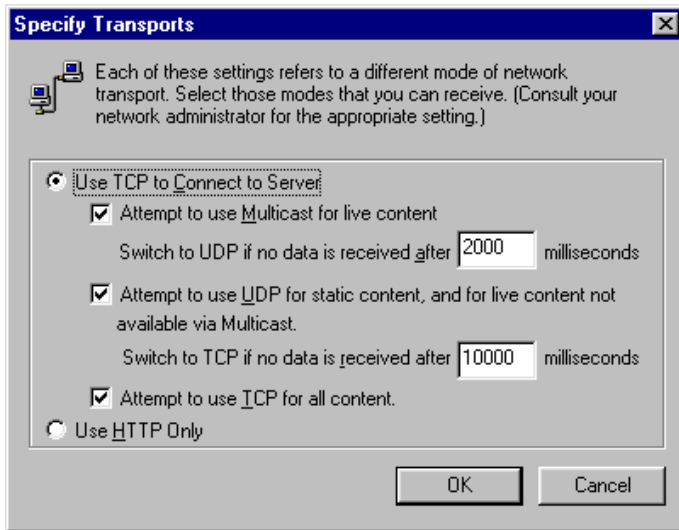 Specify Transports
Each of these settings refers to a different mode of network
transport. Select those modes that you can receive. (Consult your
network administrator for the appropriate setting.)
Use TCP to Connect to Server
Attempt to use Multicast for live content
Switch to UDP if no data is received after 2000 milliseconds
Attempt to use UDP for static content, and for live content not
available via Multicast.
Switch to TCP if no data is received after 10000 milliseconds
Attempt to use TCP for all content.
Use HTTP Only
OK Cancel